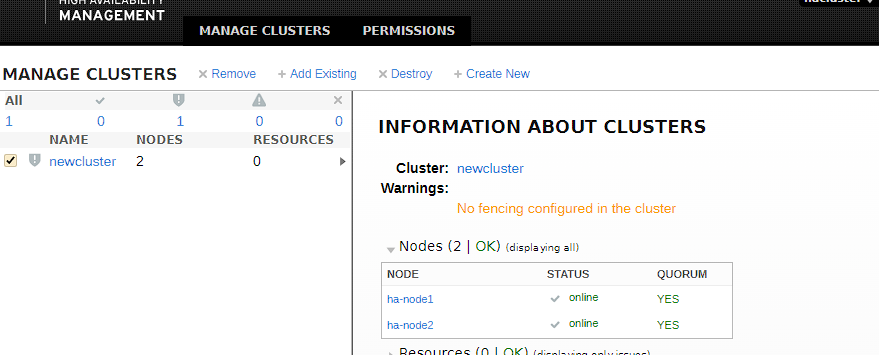 HIGH AVAILABILITY
MANAGEMENT
MANAGE CLUSTERS PERMISSIONS
hacluster
MANAGE CLUSTERS Remove Add Existing Destroy Create New
All
1 0 1 0 0
NAME NODES RESOURCES
newcluster 2 0
INFORMATION ABOUT CLUSTERS
Cluster: newcluster
Warnings:
No fencing configured in the cluster
Nodes (2 | OK) (displaying all)
NODE STATUS QUORUM
ha-node1 online YES
ha-node2 online YES
Resources (0 | OK) (displaying only issues)